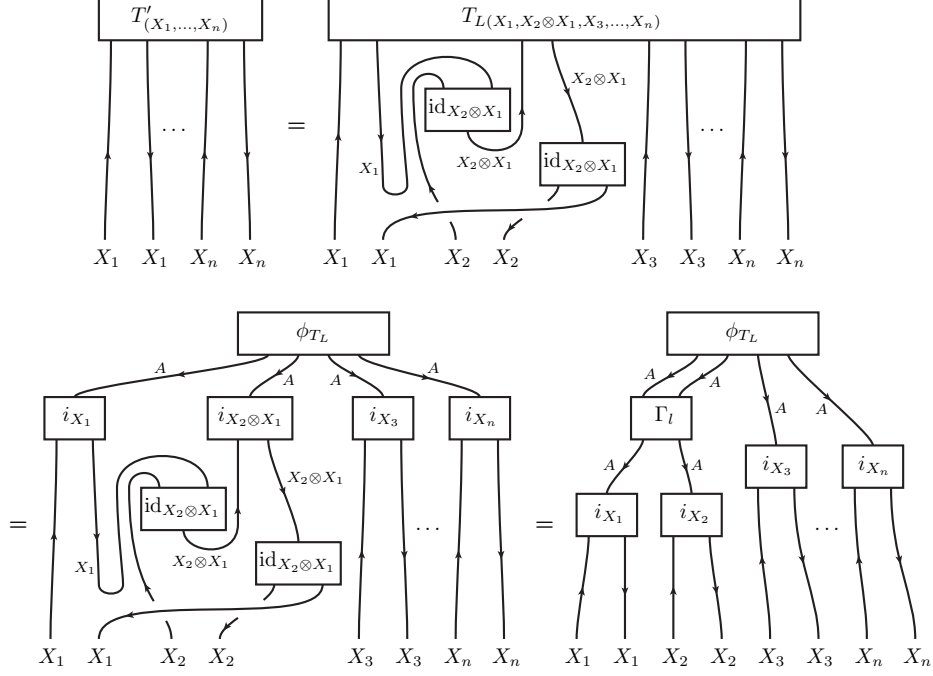 T′_{(X_1,...,X_n)} T_{L(X_1,X_2⊗X_1,X_3,...,X_n)}
X_2⊗X_1
id_{X_2⊗X_1}
... = ...
X_1 X_2⊗X_1 id_{X_2⊗X_1}
X_1 X_1 X_n X_n X_1 X_1 X_2 X_2 X_3 X_3 X_n X_n
ϕ_{T_L} ϕ_{T_L}
A A A A A A A A
i_{X_1} i_{X_2⊗X_1} i_{X_3} i_{X_n} Γ_l
A A i_{X_3} i_{X_n}
X_2⊗X_1
id_{X_2⊗X_1} i_{X_1} i_{X_2}
= ... = ...
X_1 X_2⊗X_1 id_{X_2⊗X_1}
X_1 X_1 X_2 X_2 X_3 X_3 X_n X_n X_1 X_1 X_2 X_2 X_3 X_3 X_n X_n